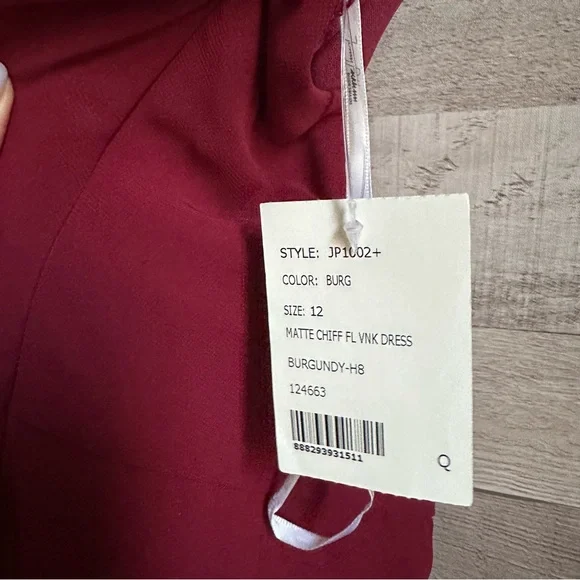 STYLE: JP1002+
COLOR: BURG
SIZE: 12
MATTE CHIFF FL VNK DRESS
BURGUNDY-H8
124663
888293931511
Q